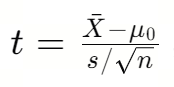 t = (X̄ − μ₀) / (s/√n)